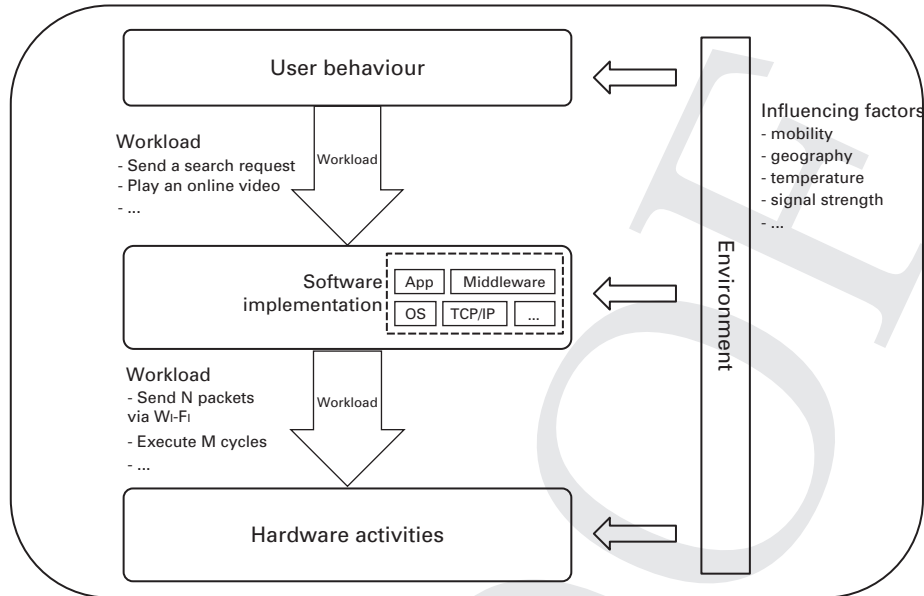 User behaviour
Workload
- Send a search request
- Play an online video
- ...
Workload
Software
implementation
App
Middleware
OS
TCP/IP
...
Workload
- Send N packets
via WI-FI
- Execute M cycles
- ...
Workload
Hardware activities
Environment
Influencing factors
- mobility
- geography
- temperature
- signal strength
- ...